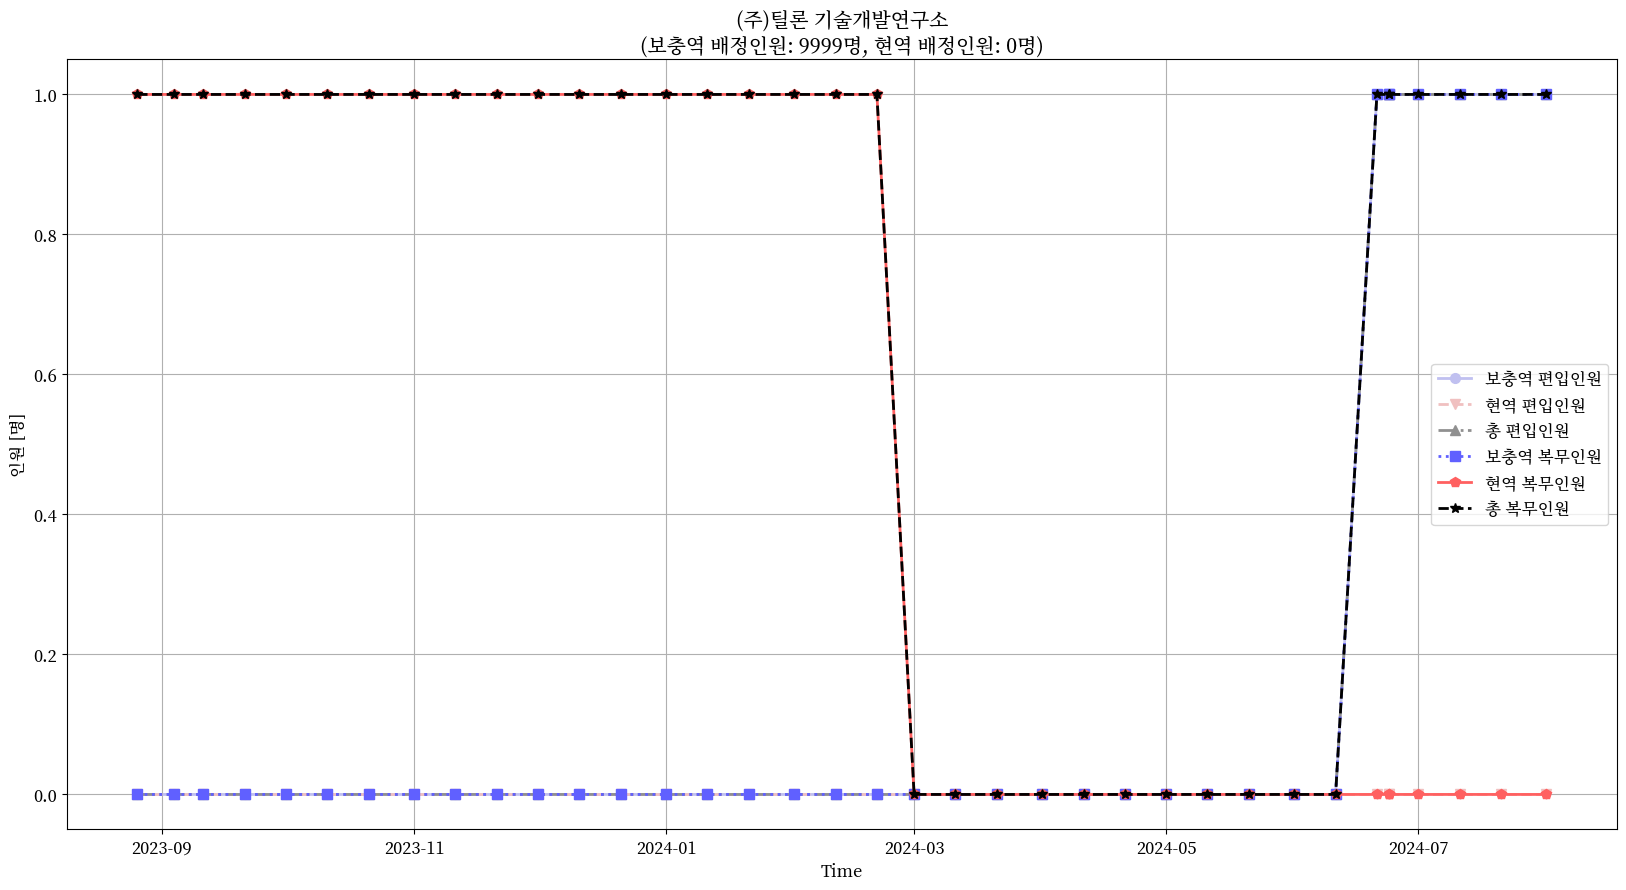 (주)틸론 기술개발연구소
(보충역 배정인원: 9999명, 현역 배정인원: 0명)
1.0
0.8
0.6
0.4
0.2
0.0
인원 [명]
보충역 편입인원
현역 편입인원
총 편입인원
보충역 복무인원
현역 복무인원
총 복무인원
2023-09
2023-11
2024-01
2024-03
2024-05
2024-07
Time